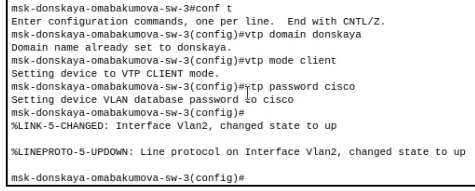 msk-donskaya-omabakumova-sw-3#conf t
Enter configuration commands, one per line.  End with CNTL/Z.
msk-donskaya-omabakumova-sw-3(config)#vtp domain donskaya
Domain name already set to donskaya.
msk-donskaya-omabakumova-sw-3(config)#vtp mode client
Setting device to VTP CLIENT mode.
msk-donskaya-omabakumova-sw-3(config)#vtp password cisco
Setting device VLAN database password to cisco
msk-donskaya-omabakumova-sw-3(config)#
%LINK-5-CHANGED: Interface Vlan2, changed state to up
%LINEPROTO-5-UPDOWN: Line protocol on Interface Vlan2, changed state to up
msk-donskaya-omabakumova-sw-3(config)#